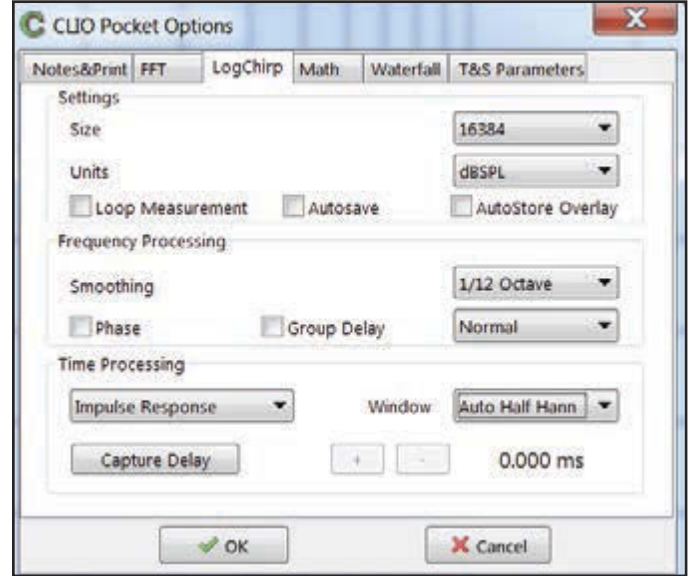 CLIO Pocket Options
X
Notes&Print FFT LogChirp Math Waterfall T&S Parameters
Settings
Size 16384
Units dBSPL
Loop Measurement Autosave AutoStore Overlay
Frequency Processing
Smoothing 1/12 Octave
Phase Group Delay Normal
Time Processing
Impulse Response Window Auto Half Hann
Capture Delay + - 0.000 ms
OK Cancel